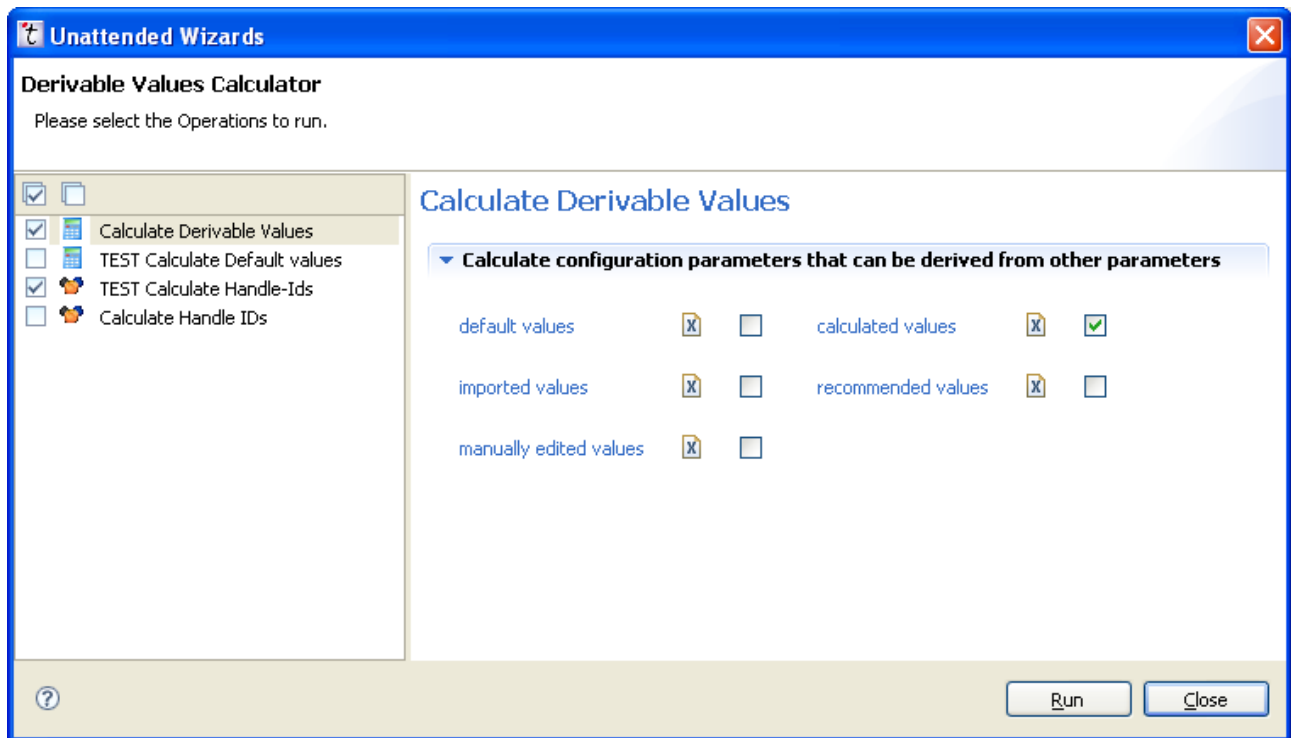 Unattended Wizards
Derivable Values Calculator
Please select the Operations to run.
Calculate Derivable Values
TEST Calculate Default values
TEST Calculate Handle-Ids
Calculate Handle IDs
Calculate Derivable Values
Calculate configuration parameters that can be derived from other parameters
default values
calculated values
imported values
recommended values
manually edited values
Run
Close